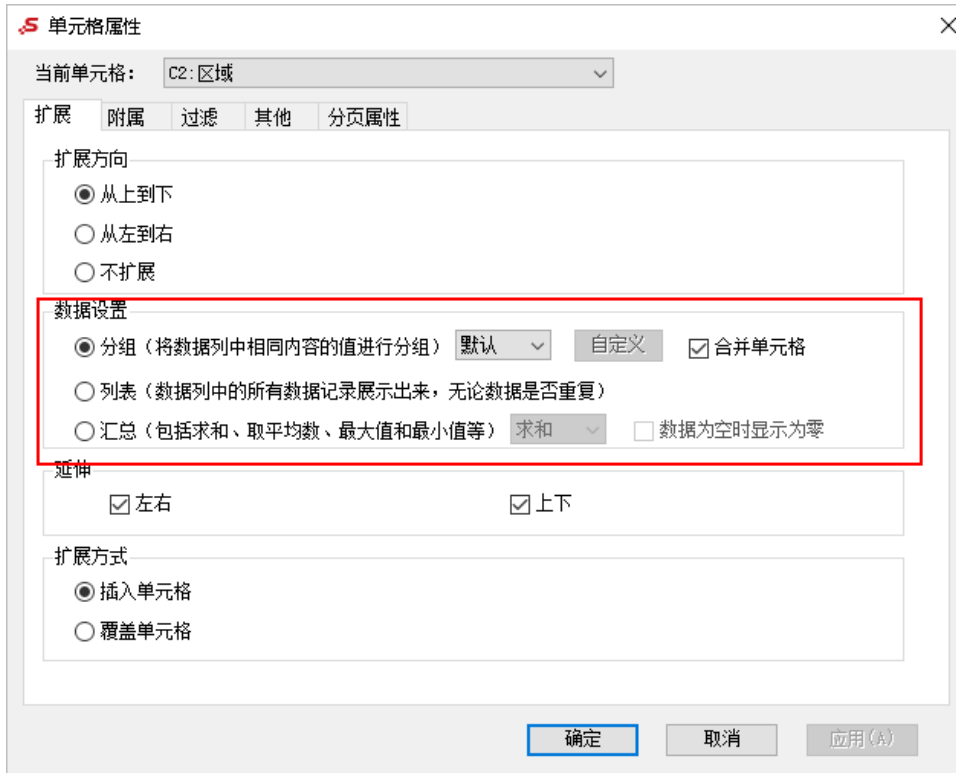 单元格属性
当前单元格: C2:区域
扩展 附属 过滤 其他 分页属性
扩展方向
从上到下
从左到右
不扩展
数据设置
分组（将数据列中相同内容的值进行分组） 默认 自定义 合并单元格
列表（数据列中的所有数据记录展示出来，无论数据是否重复）
汇总（包括求和、取平均数、最大值和最小值等） 求和 数据为空时显示为零
延伸
左右 上下
扩展方式
插入单元格
覆盖单元格
确定 取消 应用(A)